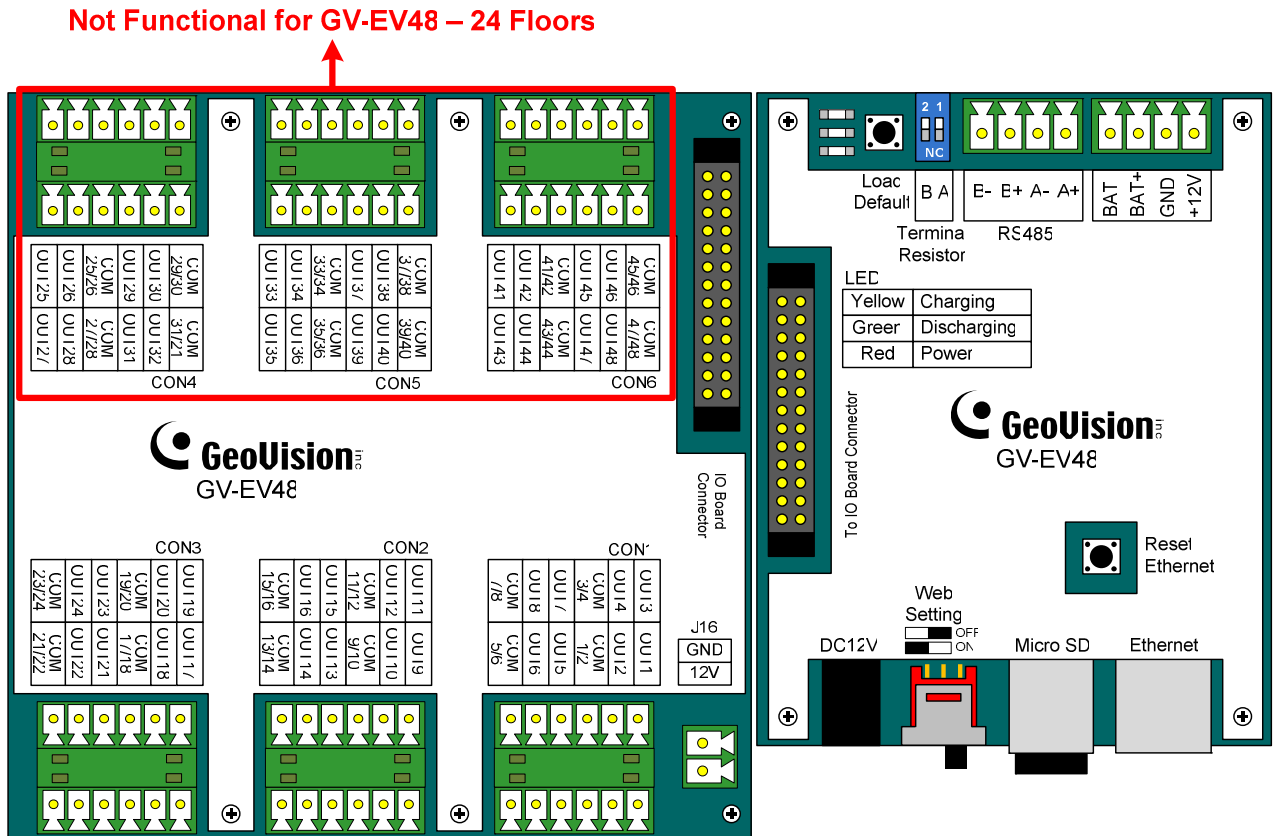 Not Functional for GV-EV48 – 24 Floors
OUT25 OUT26 COM 25/26 OUT29 OUT30 COM 29/30
OUT27 OUT28 COM 27/28 OUT31 OUT32 COM 31/21
CON4
OUT33 OUT34 COM 33/34 OUT37 OUT38 COM 37/38
OUT35 OUT36 COM 35/36 OUT39 OUT40 COM 39/40
CON5
OUT41 OUT42 COM 41/42 OUT45 OUT46 COM 45/46
OUT43 OUT44 COM 43/44 OUT47 OUT48 COM 47/48
CON6
GeoVision inc
GV-EV48
IO Board
Connector
CON3
COM 23/24 OUT24 OUT23 COM 19/20 OUT20 OUT19
COM 21/22 OUT22 OUT21 COM 17/18 OUT18 OUT17
CON2
COM 15/16 OUT16 OUT15 COM 11/12 OUT12 OUT11
COM 13/14 OUT14 OUT13 COM 9/10 OUT10 OUT9
CON1
COM 7/8 OUT8 OUT7 COM 3/4 OUT4 OUT3
COM 5/6 OUT6 OUT5 COM 1/2 OUT2 OUT1
J16
GND
12V
2 1
NC
Load
Default
B A
Termina
Resistor
B- B+ A- A+
RS485
BAT
BAT+
GND
+12V
LED
Yellow Charging
Green Discharging
Red Power
To IO Board Connector
GeoVision inc
GV-EV48
Reset
Ethernet
Web
Setting
OFF
ON
DC12V
Micro SD
Ethernet